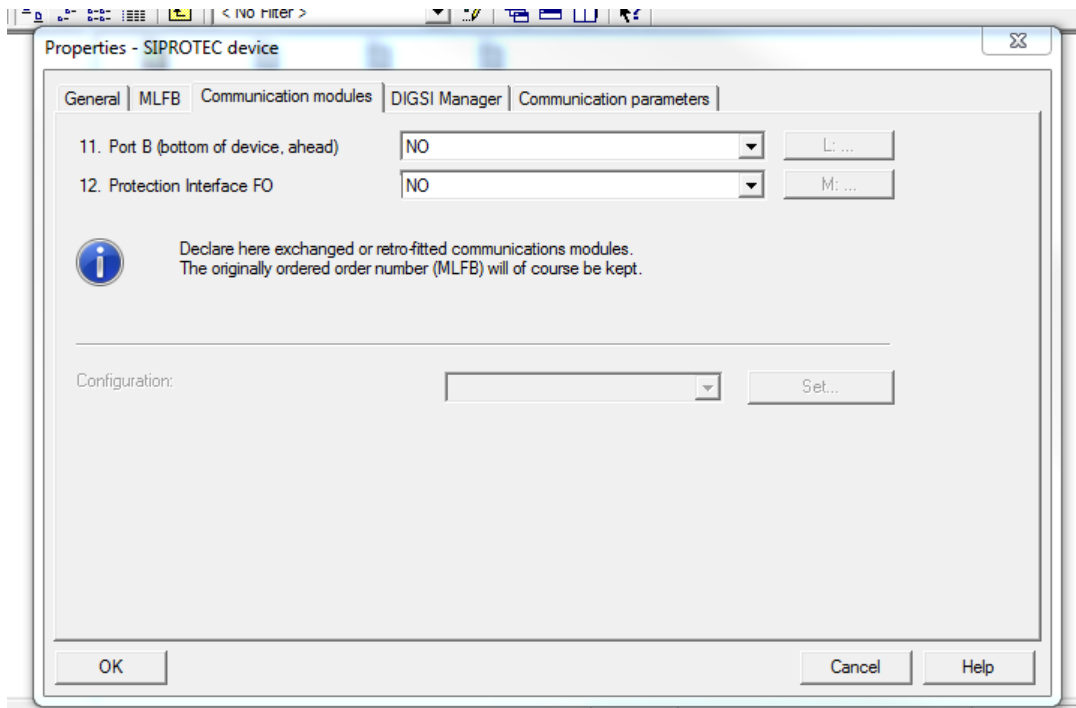 < No Filter >
Properties - SIPROTEC device
General MLFB Communication modules DIGSI Manager Communication parameters
11. Port B (bottom of device, ahead) NO L: ...
12. Protection Interface FO NO M: ...
Declare here exchanged or retro-fitted communications modules.
The originally ordered order number (MLFB) will of course be kept.
Configuration: Set...
OK Cancel Help